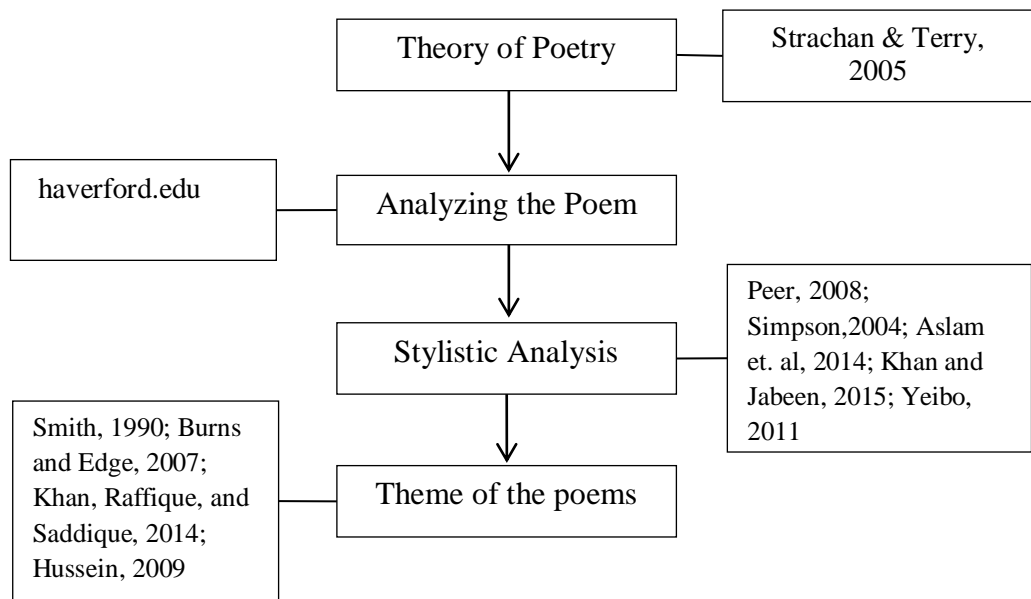 Theory of Poetry
Strachan & Terry,
2005
haverford.edu
Analyzing the Poem
Peer, 2008;
Simpson,2004; Aslam
et. al, 2014; Khan and
Jabeen, 2015; Yeibo,
2011
Stylistic Analysis
Smith, 1990; Burns
and Edge, 2007;
Khan, Raffique, and
Saddique, 2014;
Hussein, 2009
Theme of the poems